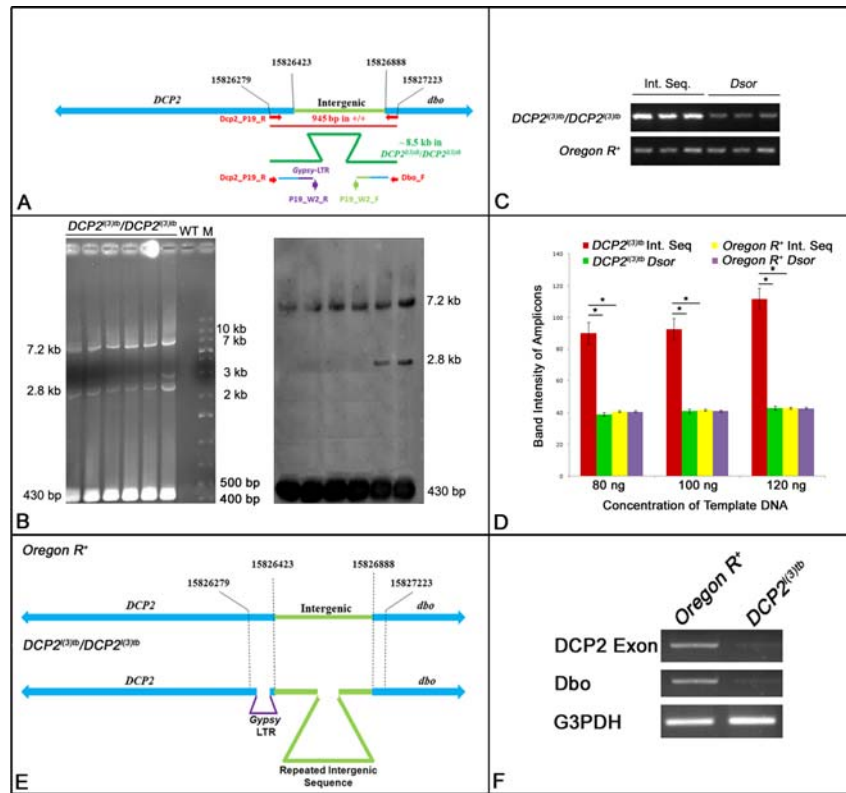 15826423
15826888
15826279
15827223
DCP2
Intergenic
dbo
Dcp2_P19_R
945 bp in +/+
~ 8.5 kb in
Gypsy-LTR
Dcp2_P19_R
Dbo_F
P19_W2_R
P19_W2_F
A
Int. Seq.
Dsor
DCP2^l(3)tb/DCP2^l(3)tb
Oregon R+
C
DCP2^l(3)tb/DCP2^l(3)tb WT M
10 kb
7 kb
7.2 kb
3 kb
2.8 kb
2 kb
500 bp
430 bp
400 bp
7.2 kb
2.8 kb
430 bp
B
DCP2^l(3)tb Int. Seq
Oregon R+ Int. Seq
DCP2^l(3)tb Dsor
Oregon R+ Dsor
Band Intensity of Amplicons
140
120
100
80
60
40
20
0
* * * * * *
80 ng
100 ng
120 ng
Concentration of Template DNA
D
Oregon R+
15826423
15826888
15826279
15827223
DCP2
Intergenic
dbo
DCP2^l(3)tb/DCP2^l(3)tb
DCP2
dbo
Gypsy
LTR
Repeated Intergenic
Sequence
E
Oregon R+
DCP2^l(3)tb
DCP2 Exon
Dbo
G3PDH
F